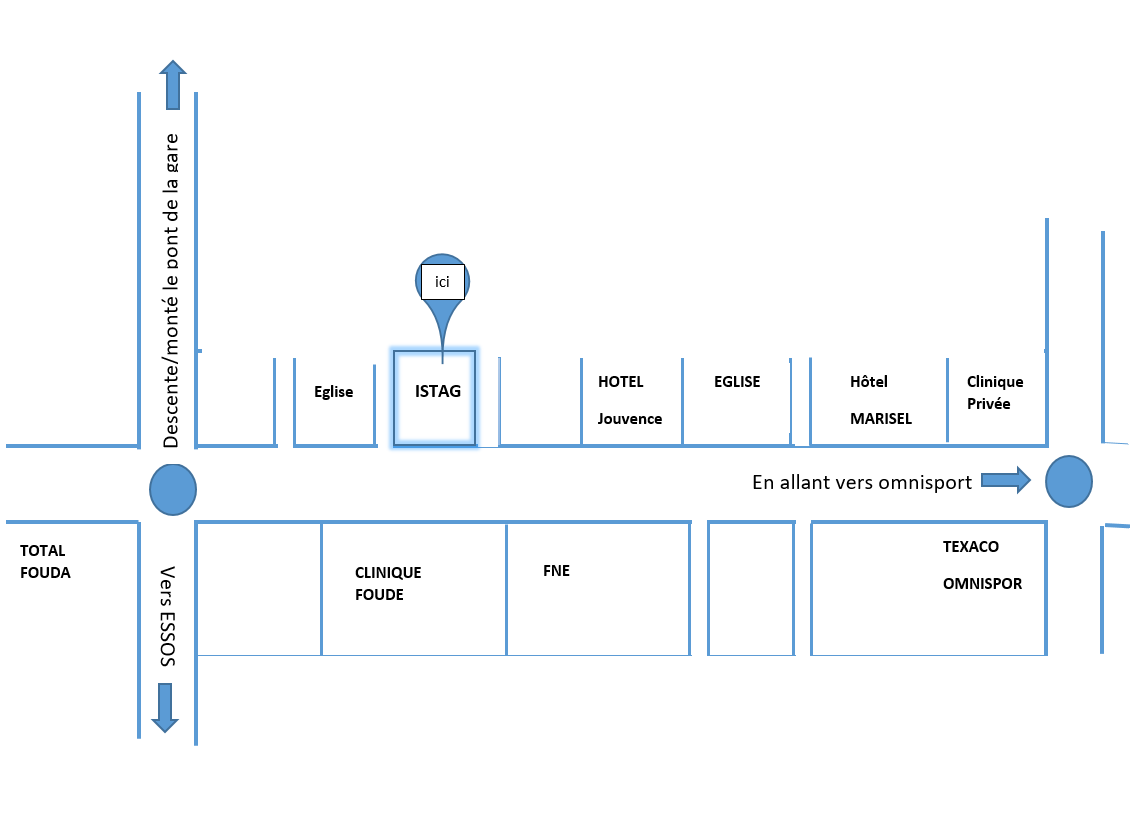 Descente/monté le pont de la gare
ici
Eglise
ISTAG
HOTEL
Jouvence
EGLISE
Hôtel
MARISEL
Clinique
Privée
En allant vers omnisport
TOTAL
FOUDA
Vers ESSOS
CLINIQUE
FOUDE
FNE
TEXACO
OMNISPOR